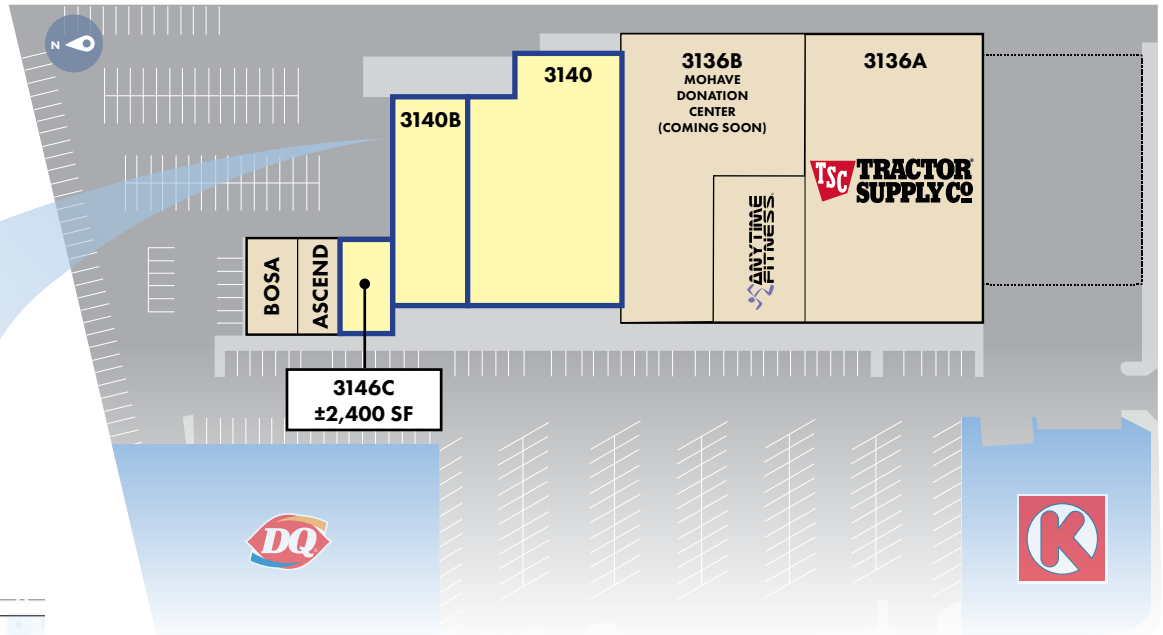 N
3140
3140B
3136B
MOHAVE
DONATION
CENTER
(COMING SOON)
3136A
TSC TRACTOR
SUPPLY CO
ANYTIME
FITNESS
BOSA
ASCEND
3146C
±2,400 SF
DQ
K